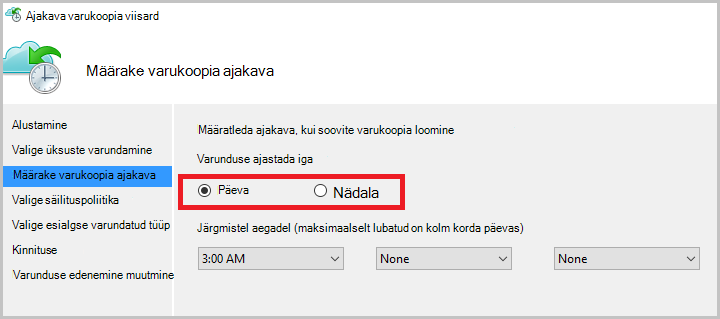 Ajakava varukoopia viisard
Määrake varukoopia ajakava
Alustamine
Valige üksuste varundamine
Määrake varukoopia ajakava
Valige säilituspoliitika
Valige esialgse varundatud tüüp
Kinnituse
Varunduse edenemine muutmine
Määratleda ajakava, kui soovite varukoopia loomine
Varunduse ajastada iga
Päeva Nädala
Järgmistel aegadel (maksimaalselt lubatud on kolm korda päevas)
3:00 AM None None